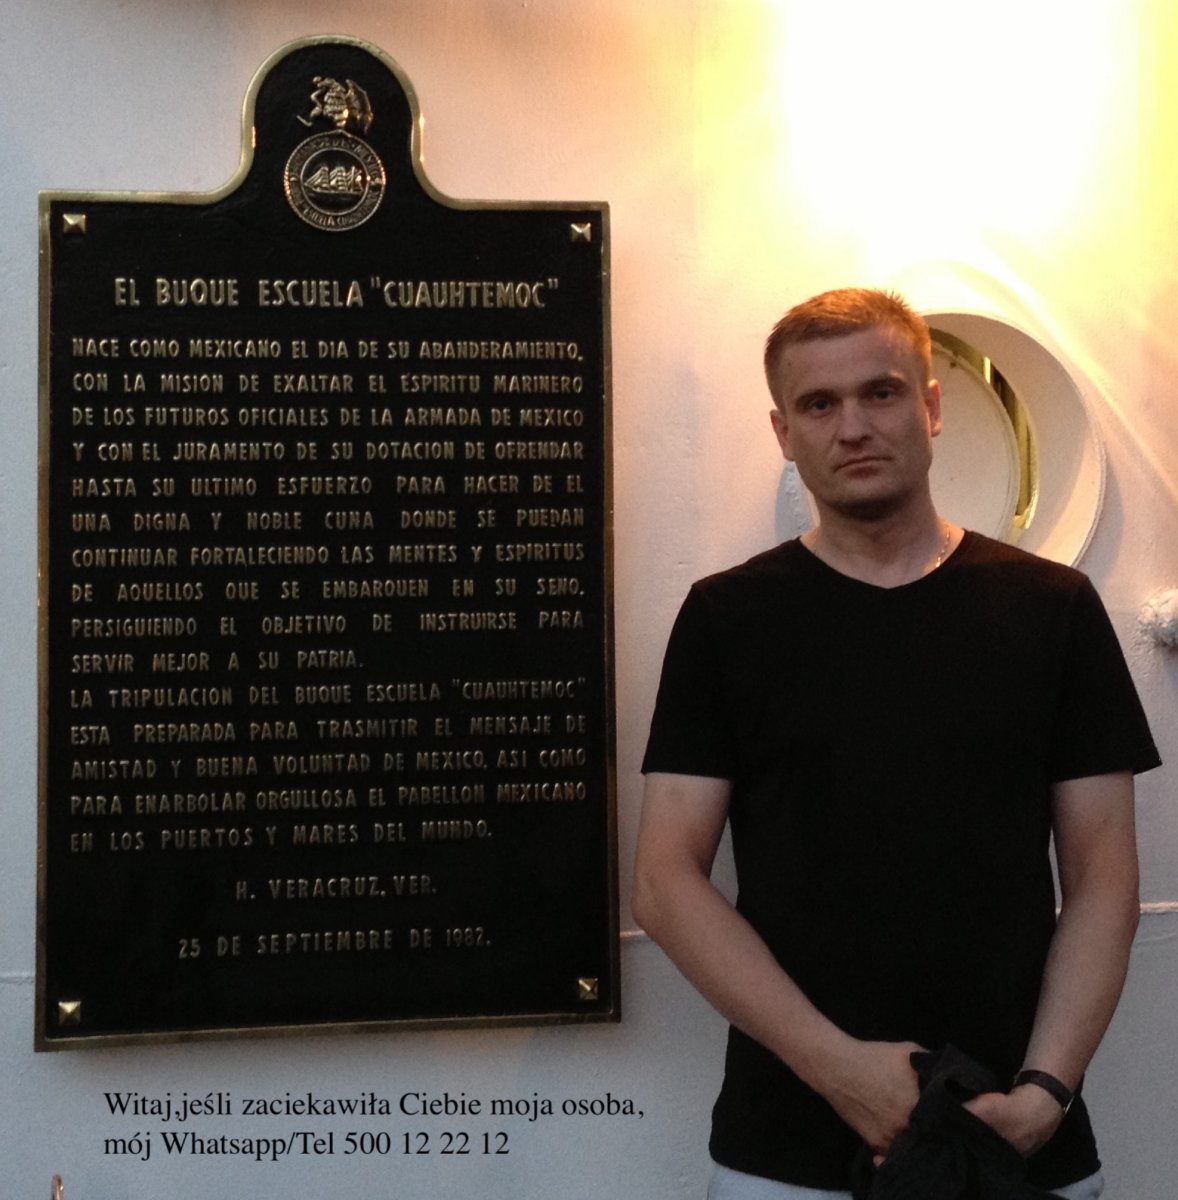 EL BUQUE ESCUELA "CUAUHTEMOC"
NACE COMO MEXICANO EL DIA DE SU ABANDERAMIENTO,
CON LA MISION DE EXALTAR EL ESPIRITU MARINERO
DE LOS FUTUROS OFICIALES DE LA ARMADA DE MEXICO
Y CON EL JURAMENTO DE SU DOTACION DE OFRENDAR
HASTA SU ULTIMO ESFUERZO PARA HACER DE EL
UNA DIGNA Y NOBLE CUNA DONDE SE PUEDAN
CONTINUAR FORTALECIENDO LAS MENTES Y ESPIRITUS
DE AQUELLOS QUE SE EMBARQUEN EN SU SENO,
PERSIGUIENDO EL OBJETIVO DE INSTRUIRSE PARA
SERVIR MEJOR A SU PATRIA.
LA TRIPULACION DEL BUQUE ESCUELA "CUAUHTEMOC"
ESTA PREPARADA PARA TRASMITIR EL MENSAJE DE
AMISTAD Y BUENA VOLUNTAD DE MEXICO, ASI COMO
PARA ENARBOLAR ORGULLOSA EL PABELLON MEXICANO
EN LOS PUERTOS Y MARES DEL MUNDO.
H. VERACRUZ, VER.
25 DE SEPTIEMBRE DE 1982.
Witaj,jeśli zaciekawiła Ciebie moja osoba,
mój Whatsapp/Tel 500 12 22 12